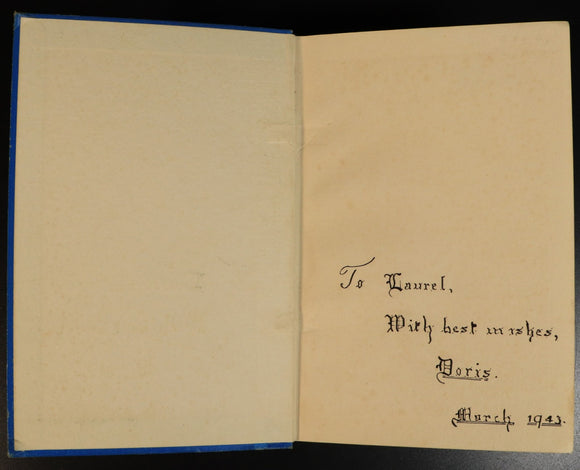 To Laurel,
With best wishes,
Doris.
March 1943.